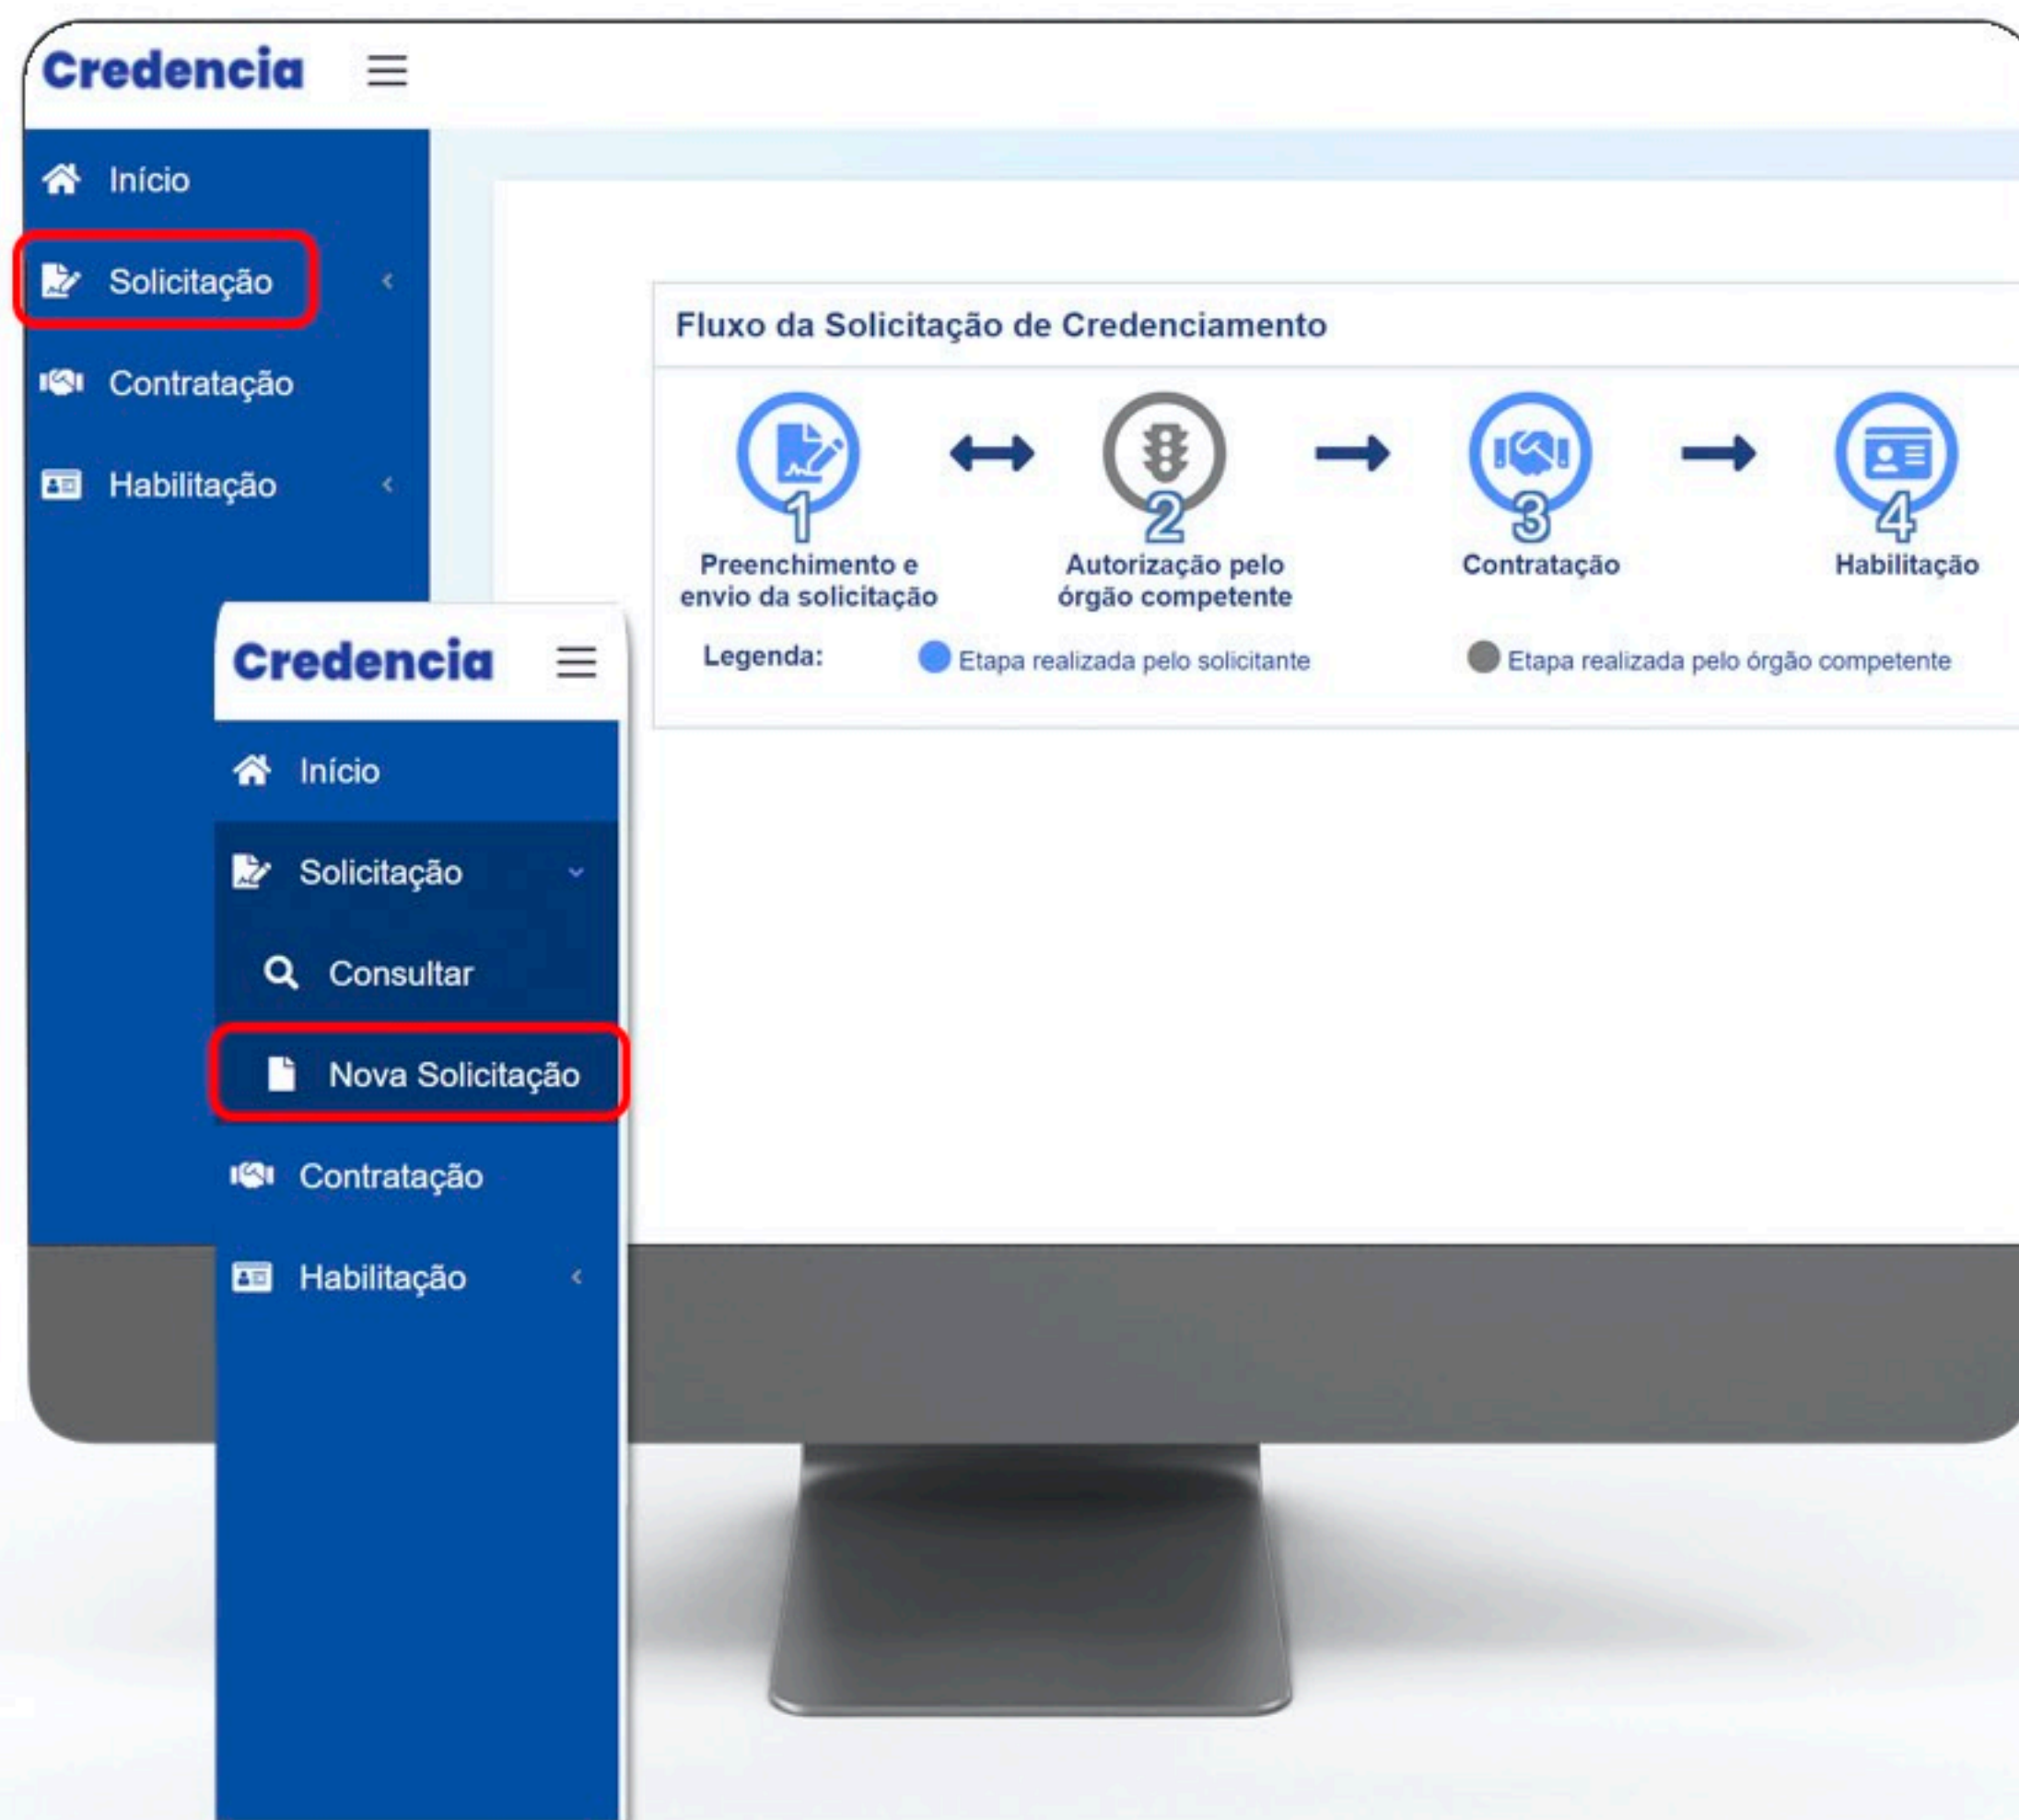 Credencia
Início
Solicitação
Contratação
Habilitação
Fluxo da Solicitação de Credenciamento
1 2 3 4
Preenchimento e
envio da solicitação
Autorização pelo
órgão competente
Contratação
Habilitação
Legenda: Etapa realizada pelo solicitante Etapa realizada pelo órgão competente
Credencia
Início
Solicitação
Consultar
Nova Solicitação
Contratação
Habilitação